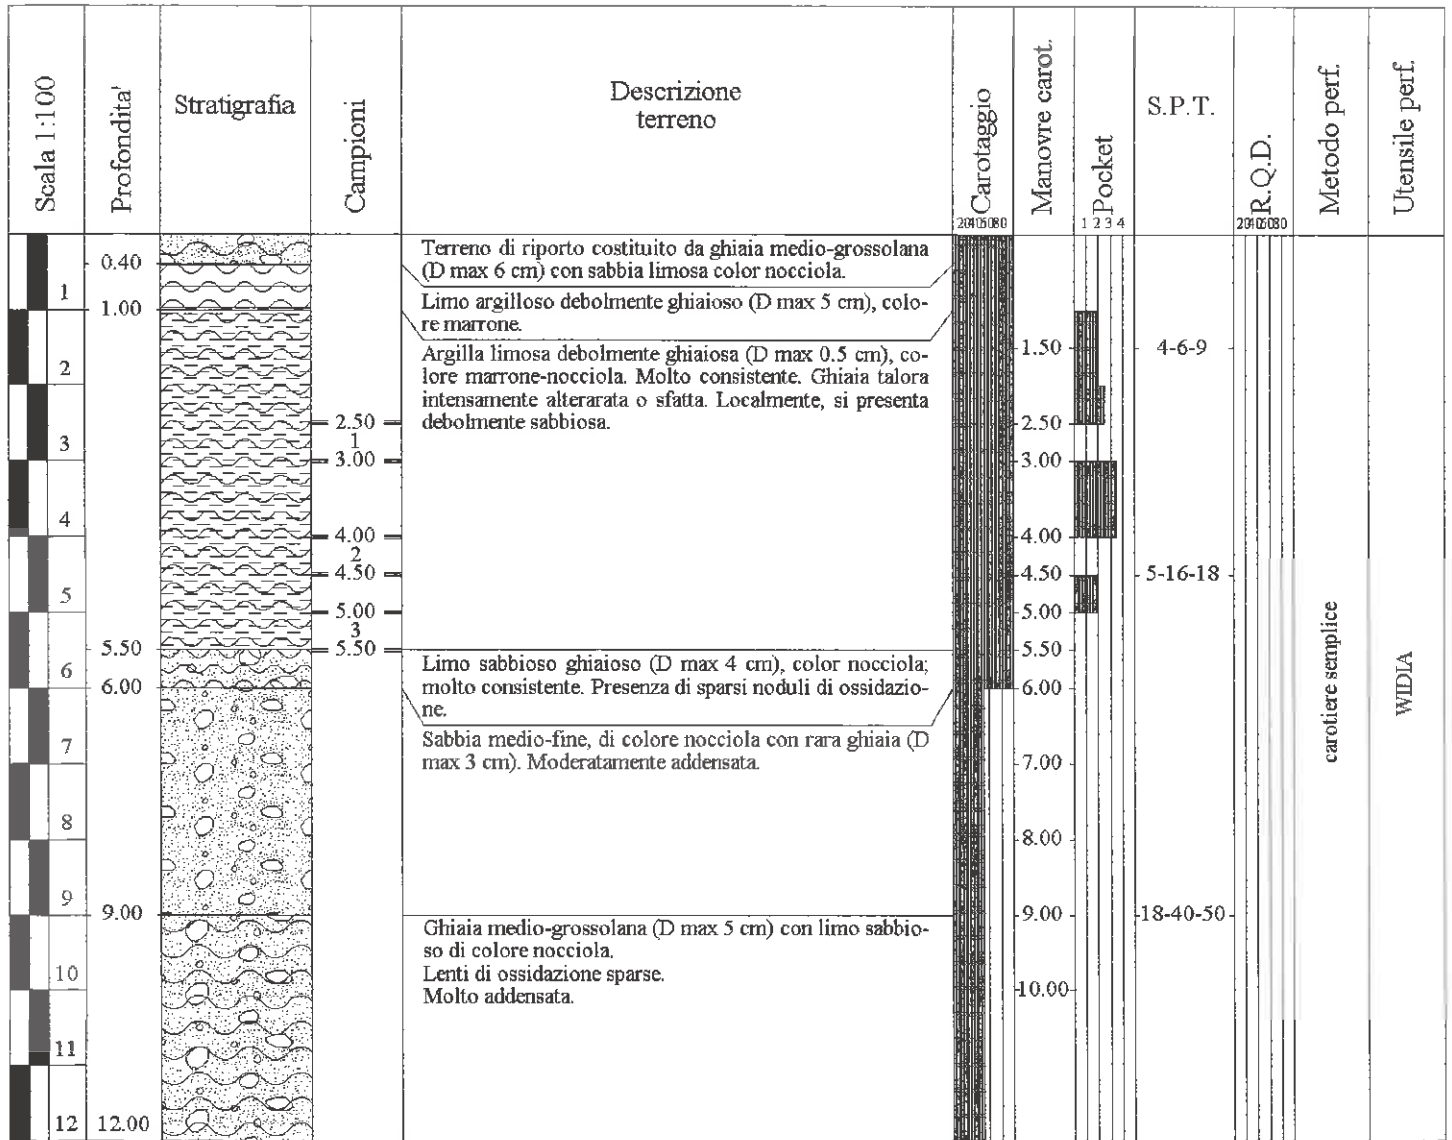 Scala 1:100
Profondita'
Stratigrafia
Campioni
Descrizione
terreno
Carotaggio
Manovre carot.
Pocket
S.P.T.
R.Q.D.
Metodo perf.
Utensile perf.
20406080
1 2 3 4
20406080
0.40
Terreno di riporto costituito da ghiaia medio-grossolana
(D max 6 cm) con sabbia limosa color nocciola.
1
1.00
Limo argilloso debolmente ghiaioso (D max 5 cm), colo-
re marrone.
Argilla limosa debolmente ghiaiosa (D max 0.5 cm), co-
lore marrone-nocciola. Molto consistente. Ghiaia talora
intensamente alterarata o sfatta. Localmente, si presenta
debolmente sabbiosa.
1.50
4-6-9
2
2.50
2.50
1
3
3.00
3.00
4
4.00
4.00
2
4.50
4.50
5-16-18
5
5.00
5.00
3
5.50
5.50
5.50
Limo sabbioso ghiaioso (D max 4 cm), color nocciola;
molto consistente. Presenza di sparsi noduli di ossidazio-
ne.
6
6.00
6.00
Sabbia medio-fine, di colore nocciola con rara ghiaia (D
max 3 cm). Moderatamente addensata.
7
7.00
8
8.00
9
9.00
9.00
18-40-50
Ghiaia medio-grossolana (D max 5 cm) con limo sabbio-
so di colore nocciola.
Lenti di ossidazione sparse.
Molto addensata.
10
10.00
11
12
12.00
carotiere semplice
WIDIA